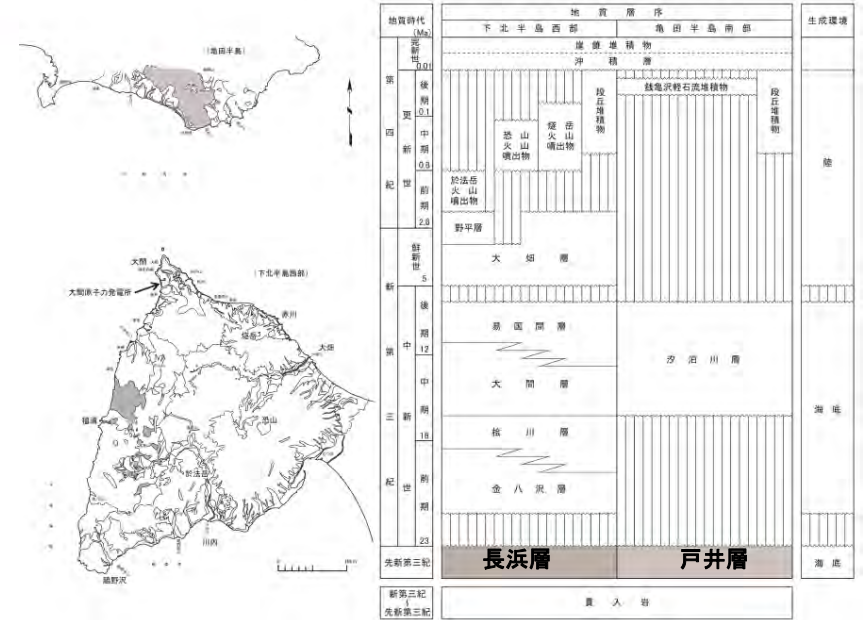 (亀田半島)
大間
大間原子力発電所
(下北半島西部)
赤川
燧岳
大畑
福浦
恐山
於法岳
川内
脇野沢
地質時代
(Ma)
地質層序
生成環境
下北半島西部
亀田半島南部
第四紀
完新世
0.01
崖錐堆積物
沖積層
更新世
後期
0.1
中期
0.8
前期
2.8
段丘堆積物
燧岳火山噴出物
恐山火山噴出物
於法岳火山噴出物
野平層
銭亀沢軽石流堆積物
段丘堆積物
陸
新第三紀
鮮新世
5
大畑層
中新世
後期
12
中期
18
前期
23
易国間層
大間層
桧川層
金八沢層
汐泊川層
海底
先新第三紀
長浜層
戸井層
海底
新第三紀
~
先新第三紀
貫入岩